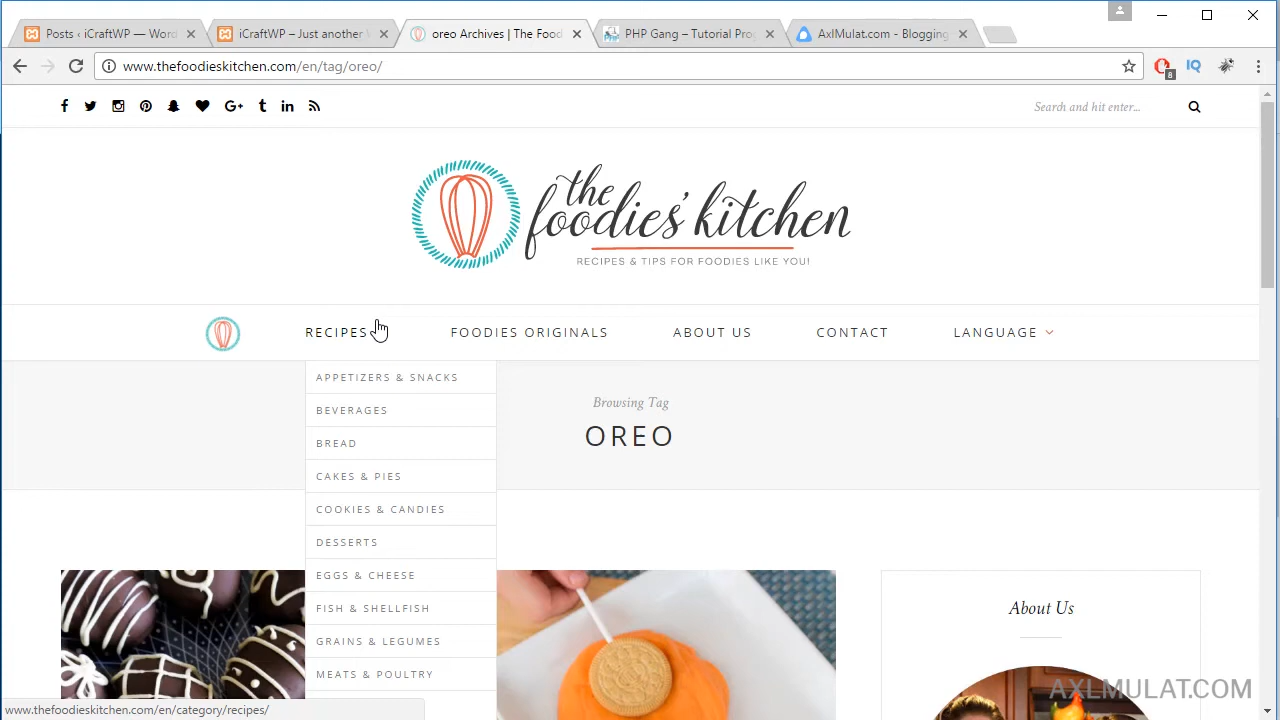 Posts ‹ iCraftWP — Word
iCraftWP – Just another
oreo Archives | The Food
PHP Gang – Tutorial Pro
AxlMulat.com - Blogging
www.thefoodieskitchen.com/en/tag/oreo/
8
IQ
Search and hit enter...
the
foodies' kitchen
RECIPES & TIPS FOR FOODIES LIKE YOU!
RECIPES
FOODIES ORIGINALS
ABOUT US
CONTACT
LANGUAGE
APPETIZERS & SNACKS
BEVERAGES
BREAD
CAKES & PIES
COOKIES & CANDIES
DESSERTS
EGGS & CHEESE
FISH & SHELLFISH
GRAINS & LEGUMES
MEATS & POULTRY
Browsing Tag
OREO
About Us
AXLMULAT.COM
www.thefoodieskitchen.com/en/category/recipes/